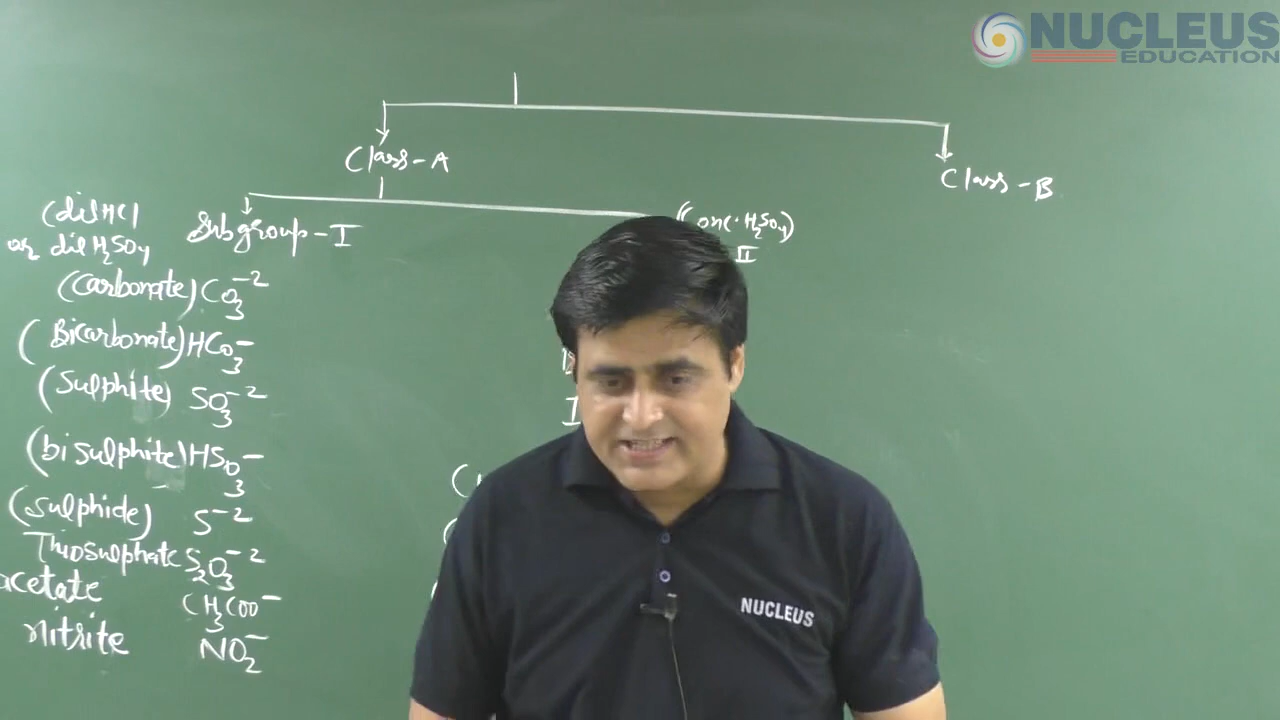 NUCLEUS
EDUCATION
Class-A
Class-B
(dil HCl
or dil H2SO4
Subgroup-I
(Conc. H2SO4)
II
(Carbonate) CO3^-2
(Bicarbonate) HCO3^-
(Sulphite) SO3^-2
(bisulphite) HSO3^-
(Sulphide) S^-2
Thiosulphate S2O3^-2
acetate CH3COO^-
nitrite NO2^-
NUCLEUS